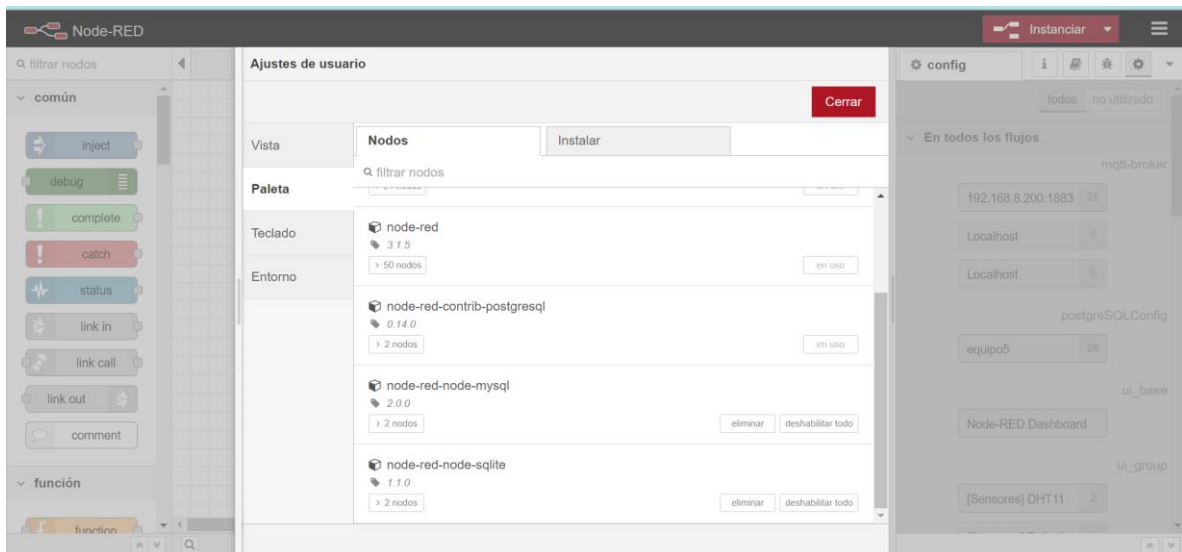 Node-RED
Instanciar
filtrar nodos
común
inject
debug
complete
catch
status
link in
link call
link out
comment
función
function
Ajustes de usuario
Cerrar
Vista
Paleta
Teclado
Entorno
Nodos
Instalar
filtrar nodos
node-red
3.1.5
> 50 nodos
en uso
node-red-contrib-postgresql
0.14.0
> 2 nodos
en uso
node-red-node-mysql
2.0.0
> 2 nodos
eliminar
deshabilitar todo
node-red-node-sqlite
1.1.0
> 2 nodos
eliminar
deshabilitar todo
config
todos
no utilizado
En todos los flujos
mqtt-broker
192.168.8.200:1883 28
Localhost 0
Localhost 0
postgreSQLConfig
equipo5 28
ui_base
Node-RED Dashboard
ui_group
[Sensores] DHT11 2